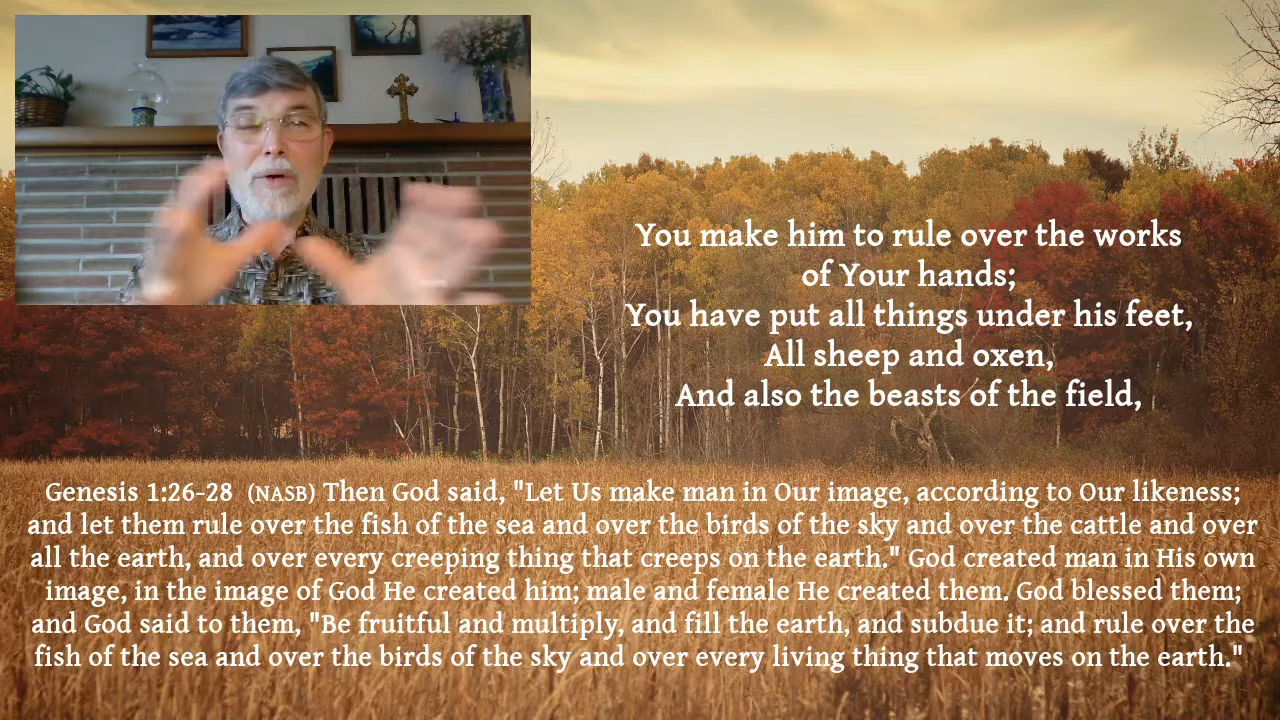 You make him to rule over the works
of Your hands;
You have put all things under his feet,
All sheep and oxen,
And also the beasts of the field,
Genesis 1:26-28 (NASB) Then God said, "Let Us make man in Our image, according to Our likeness;
and let them rule over the fish of the sea and over the birds of the sky and over the cattle and over
all the earth, and over every creeping thing that creeps on the earth." God created man in His own
image, in the image of God He created him; male and female He created them. God blessed them;
and God said to them, "Be fruitful and multiply, and fill the earth, and subdue it; and rule over the
fish of the sea and over the birds of the sky and over every living thing that moves on the earth."